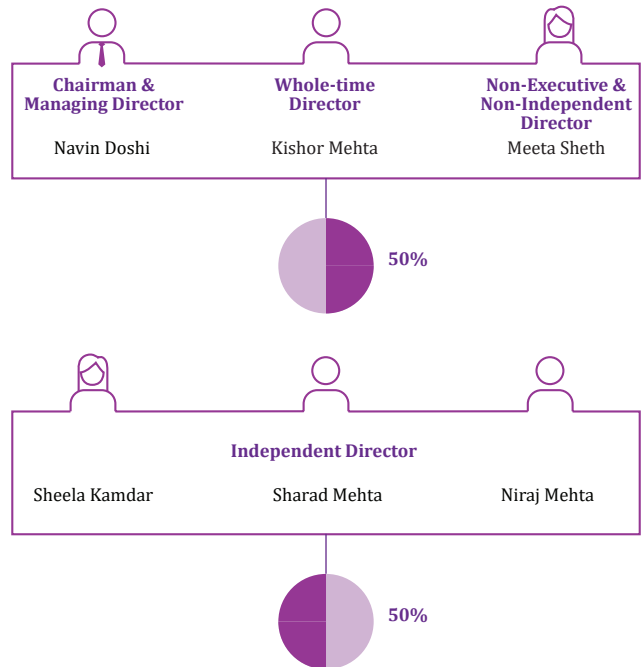 Chairman &
Managing Director
Navin Doshi
Whole-time
Director
Kishor Mehta
Non-Executive &
Non-Independent
Director
Meeta Sheth
50%
Independent Director
Sheela Kamdar
Sharad Mehta
Niraj Mehta
50%